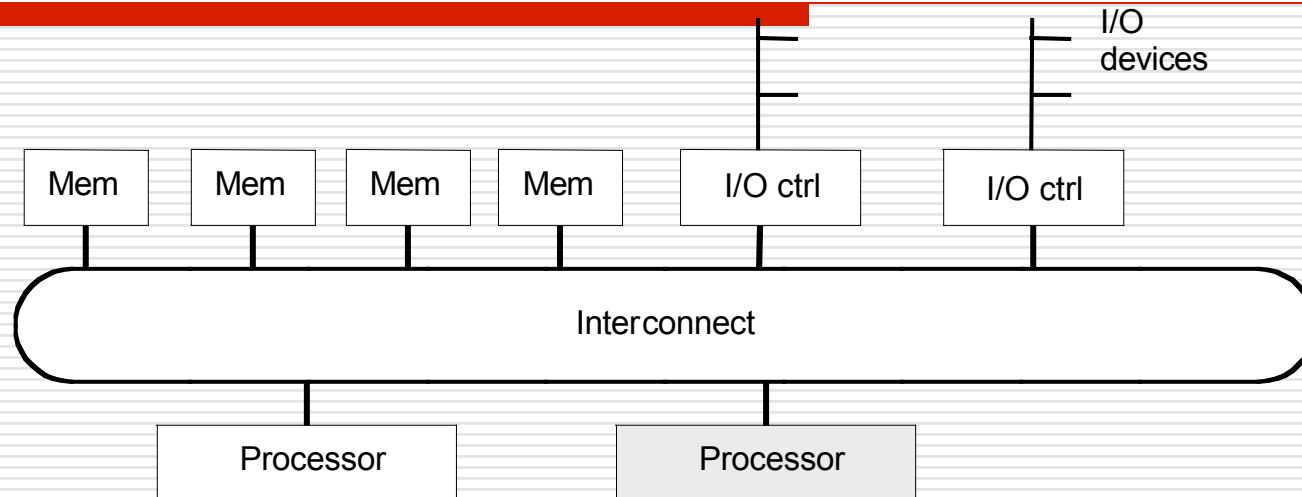 I/O
devices
Mem
Mem
Mem
Mem
I/O ctrl
I/O ctrl
Interconnect
Processor
Processor